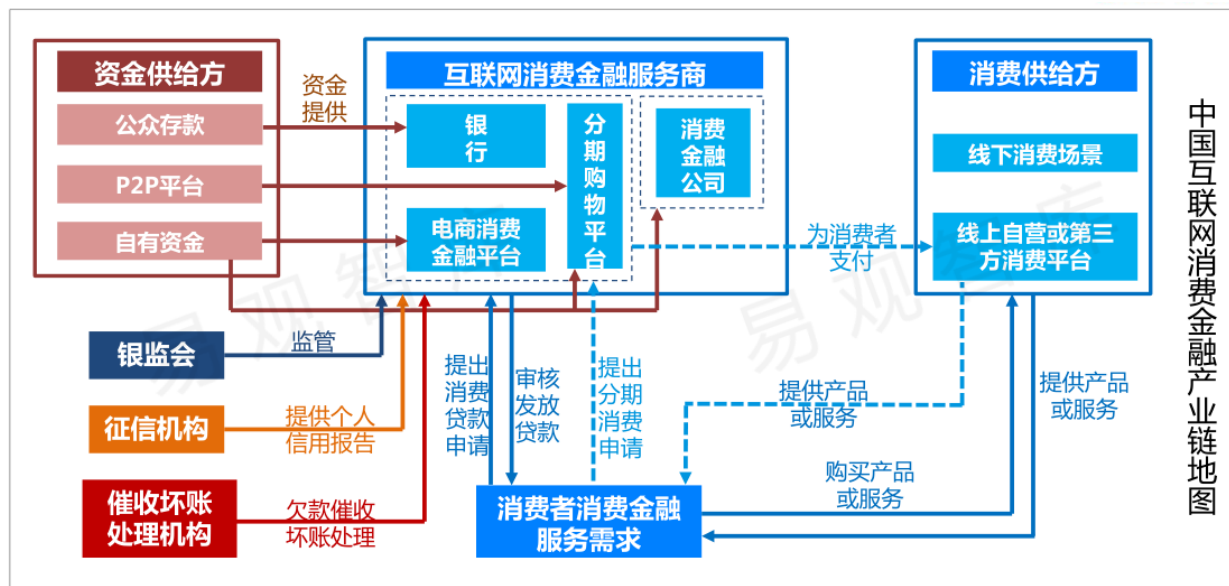 中国互联网消费金融产业链地图
资金供给方
公众存款
P2P平台
自有资金
资金
提供
互联网消费金融服务商
银
行
电商消费
金融平台
分
期
购
物
平
台
消费
金融
公司
为消费者
支付
消费供给方
线下消费场景
线上自营或第三
方消费平台
银监会
监管
征信机构
提供个人
信用报告
催收坏账
处理机构
欠款催收
坏账处理
提出
消费
贷款
申请
审核
发放
贷款
提出
分期
消费
申请
提供产品
或服务
提供产品
或服务
购买产品
或服务
消费者消费金融
服务需求
易观智库
易观智库